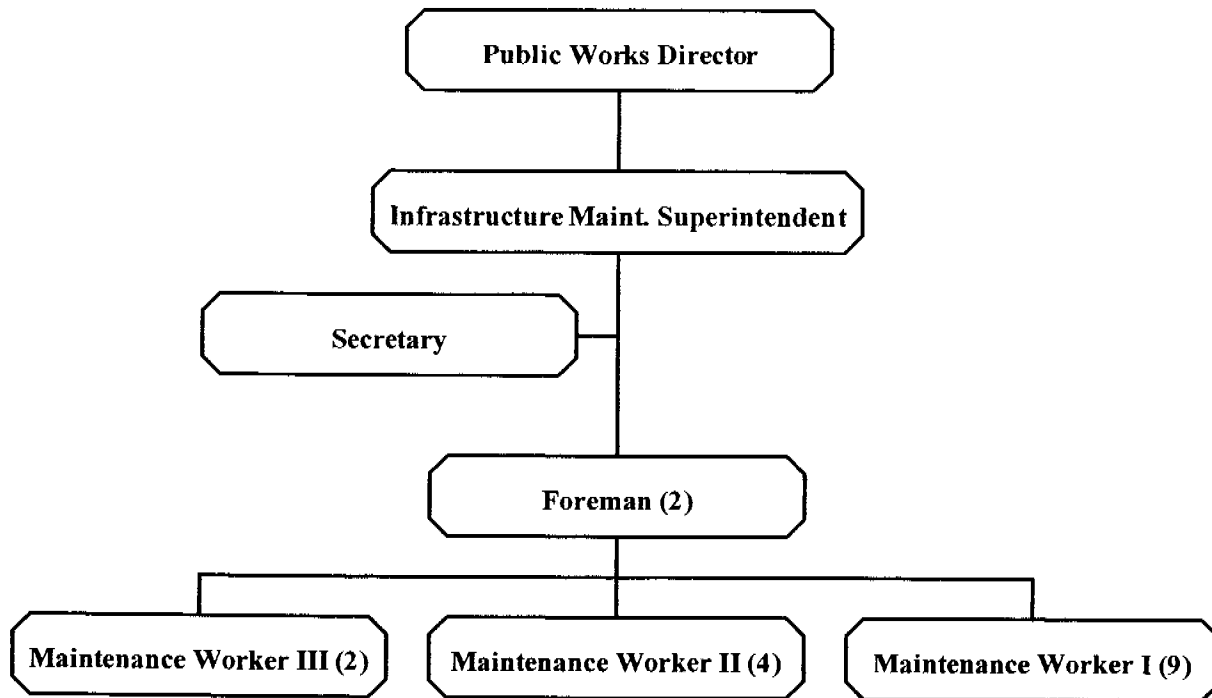 Public Works Director
Infrastructure Maint. Superintendent
Secretary
Foreman (2)
Maintenance Worker III (2)
Maintenance Worker II (4)
Maintenance Worker I (9)